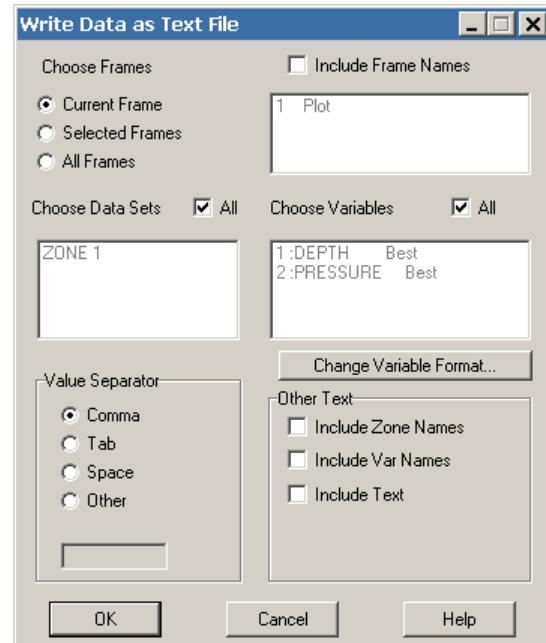 Write Data as Text File
Choose Frames
Include Frame Names
Current Frame
Selected Frames
All Frames
1 Plot
Choose Data Sets
All
Choose Variables
All
ZONE 1
1:DEPTH Best
2:PRESSURE Best
Change Variable Format...
Value Separator
Comma
Tab
Space
Other
Other Text
Include Zone Names
Include Var Names
Include Text
OK
Cancel
Help